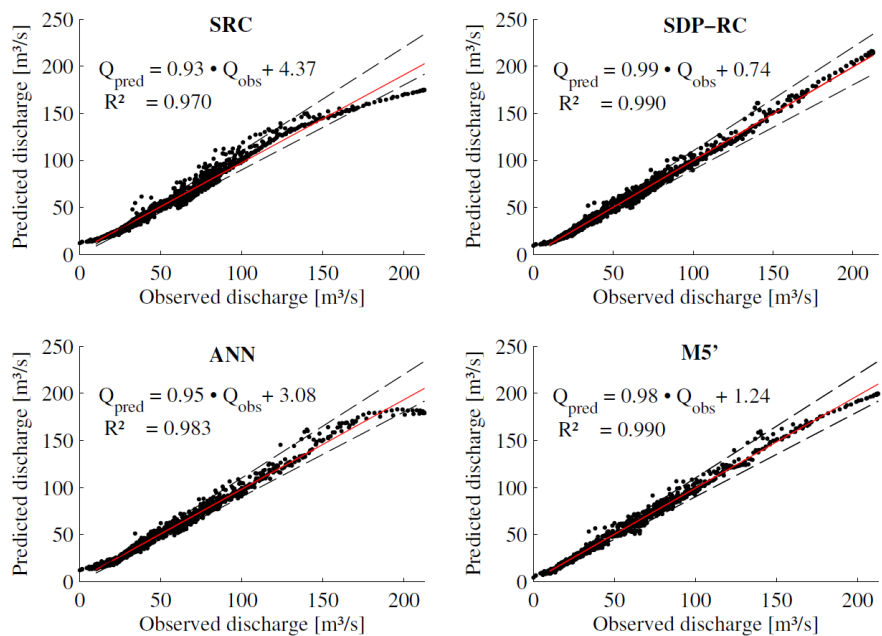 SRC
Q_pred = 0.93 • Q_obs + 4.37
R² = 0.970
Predicted discharge [m³/s]
250
200
150
100
50
0
0 50 100 150 200
Observed discharge [m³/s]
SDP–RC
Q_pred = 0.99 • Q_obs + 0.74
R² = 0.990
Predicted discharge [m³/s]
250
200
150
100
50
0
0 50 100 150 200
Observed discharge [m³/s]
ANN
Q_pred = 0.95 • Q_obs + 3.08
R² = 0.983
Predicted discharge [m³/s]
250
200
150
100
50
0
0 50 100 150 200
Observed discharge [m³/s]
M5’
Q_pred = 0.98 • Q_obs + 1.24
R² = 0.990
Predicted discharge [m³/s]
250
200
150
100
50
0
0 50 100 150 200
Observed discharge [m³/s]